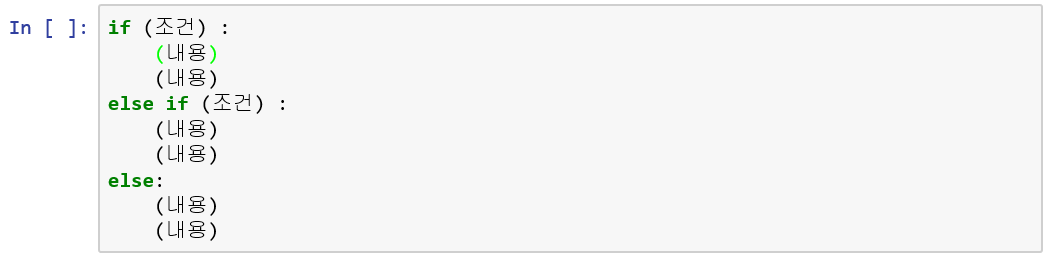 In [ ]: if (조건) :
    (내용)
    (내용)
else if (조건) :
    (내용)
    (내용)
else:
    (내용)
    (내용)